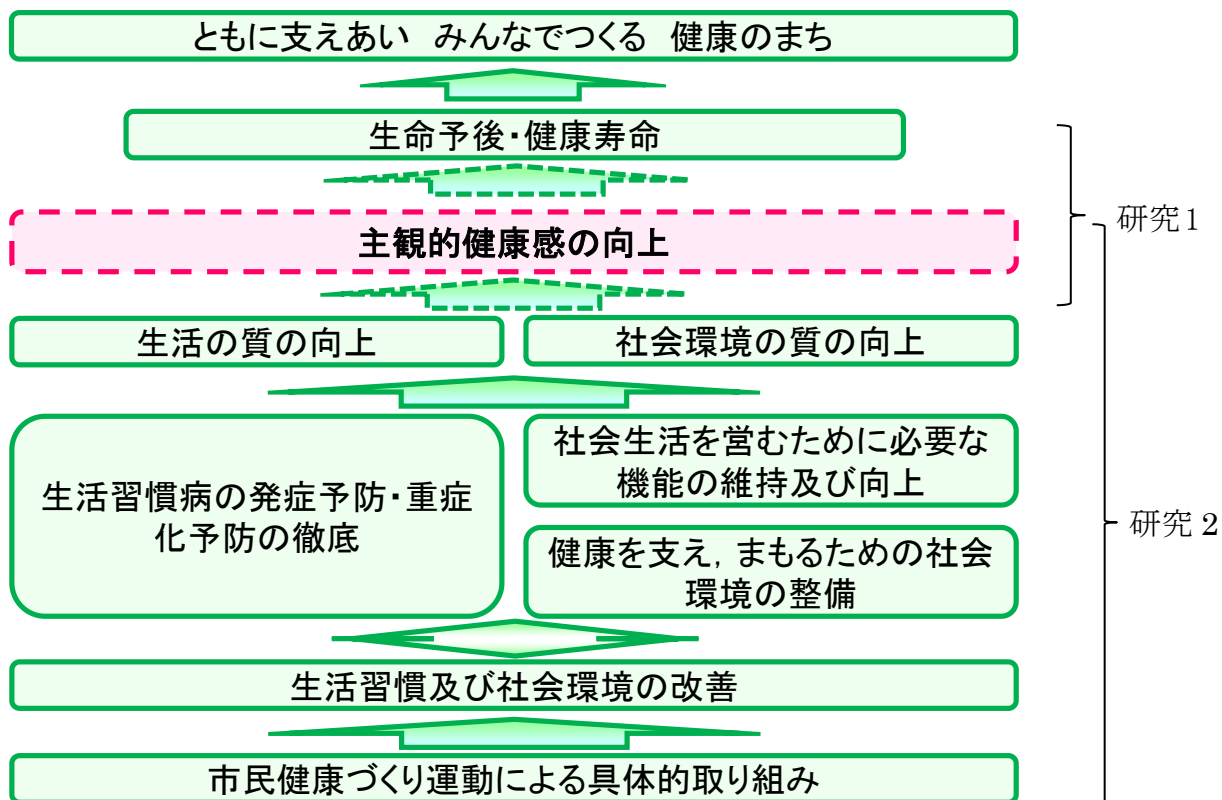 ともに支えあい　みんなでつくる　健康のまち
生命予後・健康寿命
主観的健康感の向上
研究1
生活の質の向上
社会環境の質の向上
生活習慣病の発症予防・重症
化予防の徹底
社会生活を営むために必要な
機能の維持及び向上
健康を支え，まもるための社会
環境の整備
研究 2
生活習慣及び社会環境の改善
市民健康づくり運動による具体的取り組み